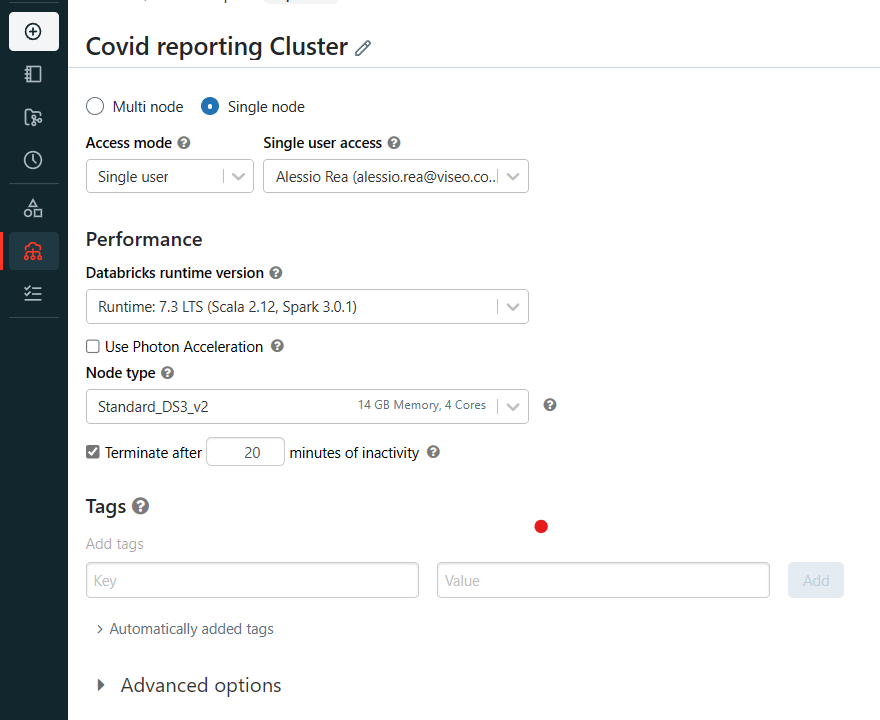 Covid reporting Cluster
Multi node Single node
Access mode Single user access
Single user Alessio Rea (alessio.rea@viseo.co..
Performance
Databricks runtime version
Runtime: 7.3 LTS (Scala 2.12, Spark 3.0.1)
Use Photon Acceleration
Node type
Standard_DS3_v2 14 GB Memory, 4 Cores
Terminate after 20 minutes of inactivity
Tags
Add tags
Key Value Add
Automatically added tags
Advanced options